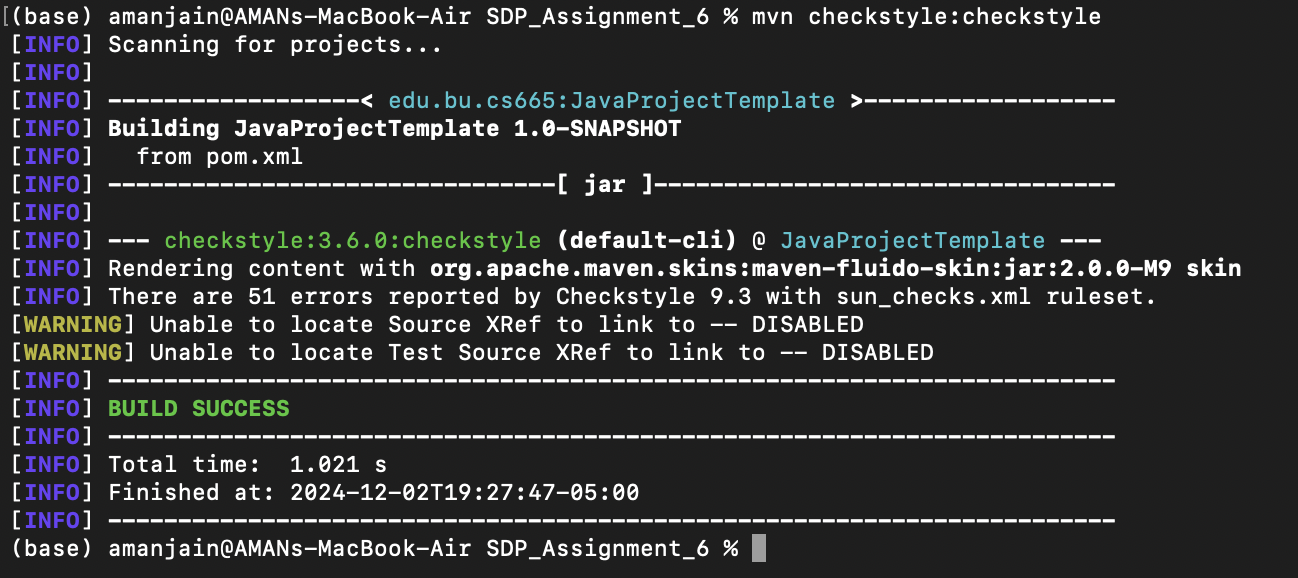 [(base) amanjain@AMANs-MacBook-Air SDP_Assignment_6 % mvn checkstyle:checkstyle
[INFO] Scanning for projects...
[INFO]
[INFO] ------------------< edu.bu.cs665:JavaProjectTemplate >------------------
[INFO] Building JavaProjectTemplate 1.0-SNAPSHOT
[INFO]   from pom.xml
[INFO] --------------------------------[ jar ]---------------------------------
[INFO]
[INFO] --- checkstyle:3.6.0:checkstyle (default-cli) @ JavaProjectTemplate ---
[INFO] Rendering content with org.apache.maven.skins:maven-fluido-skin:jar:2.0.0-M9 skin
[INFO] There are 51 errors reported by Checkstyle 9.3 with sun_checks.xml ruleset.
[WARNING] Unable to locate Source XRef to link to -- DISABLED
[WARNING] Unable to locate Test Source XRef to link to -- DISABLED
[INFO] ------------------------------------------------------------------------
[INFO] BUILD SUCCESS
[INFO] ------------------------------------------------------------------------
[INFO] Total time:  1.021 s
[INFO] Finished at: 2024-12-02T19:27:47-05:00
[INFO] ------------------------------------------------------------------------
(base) amanjain@AMANs-MacBook-Air SDP_Assignment_6 %